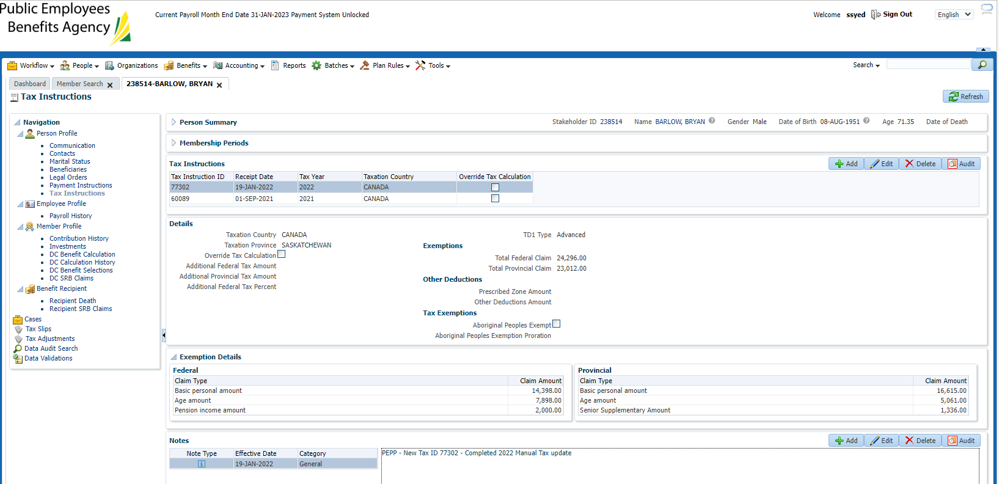 Public Employees
Benefits Agency
Current Payroll Month End Date 31-JAN-2023 Payment System Unlocked
Welcome ssyed Sign Out English
Workflow People Organizations Benefits Accounting Reports Batches Plan Rules Tools Search
Dashboard Member Search 238514-BARLOW, BRYAN
Tax Instructions
Refresh
Navigation
Person Profile
Communication
Contacts
Marital Status
Beneficiaries
Legal Orders
Payment Instructions
Tax Instructions
Employee Profile
Payroll History
Member Profile
Contribution History
Investments
DC Benefit Calculation
DC Calculation History
DC Benefit Selections
DC SRB Claims
Benefit Recipient
Recipient Death
Recipient SRB Claims
Cases
Tax Slips
Tax Adjustments
Data Audit Search
Data Validations
Person Summary Stakeholder ID 238514 Name BARLOW, BRYAN Gender Male Date of Birth 08-AUG-1951 Age 71.35 Date of Death
Membership Periods
Tax Instructions Add Edit Delete Audit
Tax Instruction ID Receipt Date Tax Year Taxation Country Override Tax Calculation
77302 19-JAN-2022 2022 CANADA
60089 01-SEP-2021 2021 CANADA
Details
Taxation Country CANADA
Taxation Province SASKATCHEWAN
Override Tax Calculation
Additional Federal Tax Amount
Additional Provincial Tax Amount
Additional Federal Tax Percent
TD1 Type Advanced
Exemptions
Total Federal Claim 24,296.00
Total Provincial Claim 23,012.00
Other Deductions
Prescribed Zone Amount
Other Deductions Amount
Tax Exemptions
Aboriginal Peoples Exempt
Aboriginal Peoples Exemption Proration
Exemption Details
Federal
Claim Type Claim Amount
Basic personal amount 14,398.00
Age amount 7,898.00
Pension income amount 2,000.00
Provincial
Claim Type Claim Amount
Basic personal amount 16,615.00
Age amount 5,061.00
Senior Supplementary Amount 1,336.00
Notes Add Edit Delete Audit
Note Type Effective Date Category
19-JAN-2022 General
PEPP - New Tax ID 77302 - Completed 2022 Manual Tax update